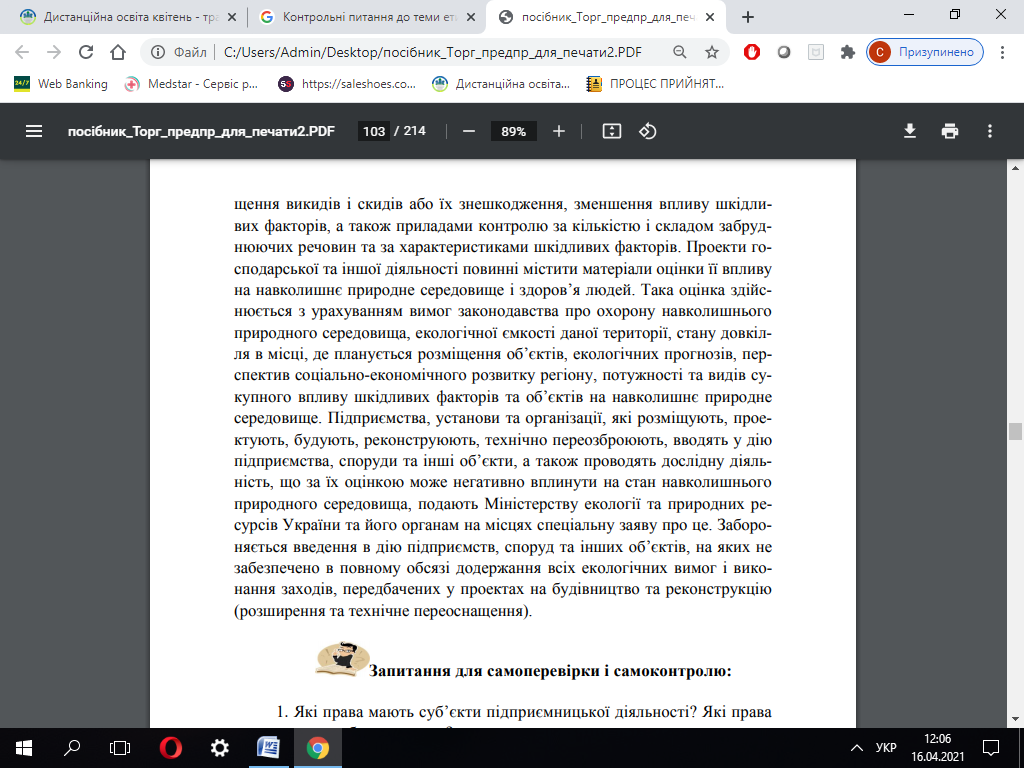 Дистанційна освіта квітень - тра
Контрольні питання до теми ети
посібник_Торг_предпр_для_печ
Файл
C:/Users/Admin/Desktop/посібник_Торг_предпр_для_печати2.PDF
С
Призупинено
24/7
Web Banking
Medstar - Сервіс р...
SS
https://saleshoes.co...
Дистанційна освіта...
ПРОЦЕС ПРИЙНЯТ...
посібник_Торг_предпр_для_печати2.PDF
103 / 214
89%
щення викидів і скидів або їх знешкодження, зменшення впливу шкідли-
вих факторів, а також приладами контролю за кількістю і складом забруд-
нюючих речовин та за характеристиками шкідливих факторів. Проекти го-
сподарської та іншої діяльності повинні містити матеріали оцінки її впливу
на навколишнє природне середовище і здоров’я людей. Така оцінка здійс-
нюється з урахуванням вимог законодавства про охорону навколишнього
природного середовища, екологічної ємкості даної території, стану довкіл-
ля в місці, де планується розміщення об’єктів, екологічних прогнозів, пер-
спектив соціально-економічного розвитку регіону, потужності та видів су-
купного впливу шкідливих факторів та об’єктів на навколишнє природне
середовище. Підприємства, установи та організації, які розміщують, прое-
ктують, будують, реконструюють, технічно переозброюють, вводять у дію
підприємства, споруди та інші об’єкти, а також проводять дослідну діяль-
ність, що за їх оцінкою може негативно вплинути на стан навколишнього
природного середовища, подають Міністерству екології та природних ре-
сурсів України та його органам на місцях спеціальну заяву про це. Заборо-
няється введення в дію підприємств, споруд та інших об’єктів, на яких не
забезпечено в повному обсязі додержання всіх екологічних вимог і вико-
нання заходів, передбачених у проектах на будівництво та реконструкцію
(розширення та технічне переоснащення).
Запитання для самоперевірки і самоконтролю:
1. Які права мають суб’єкти підприємницької діяльності? Які права
УКР
12:06
16.04.2021